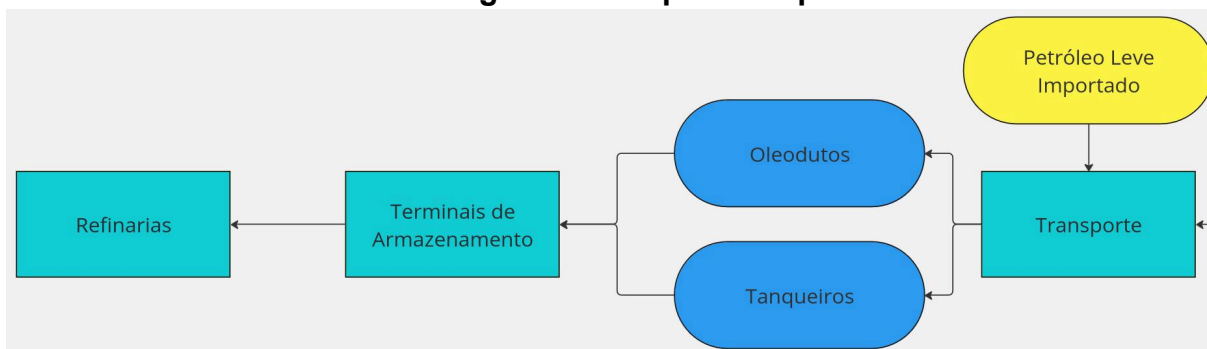 Petróleo Leve
Importado
Oleodutos
Refinarias
Terminais de
Armazenamento
Transporte
Tanqueiros